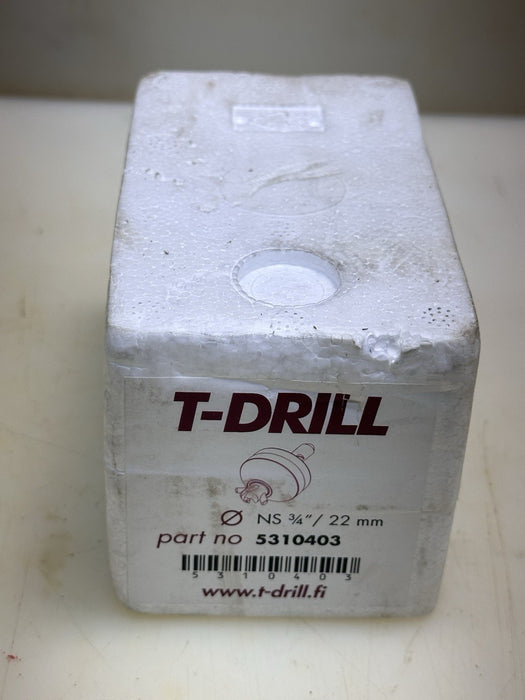 T-DRILL
Ø NS ¾"/ 22 mm
part no 5310403
5310403
www.t-drill.fi